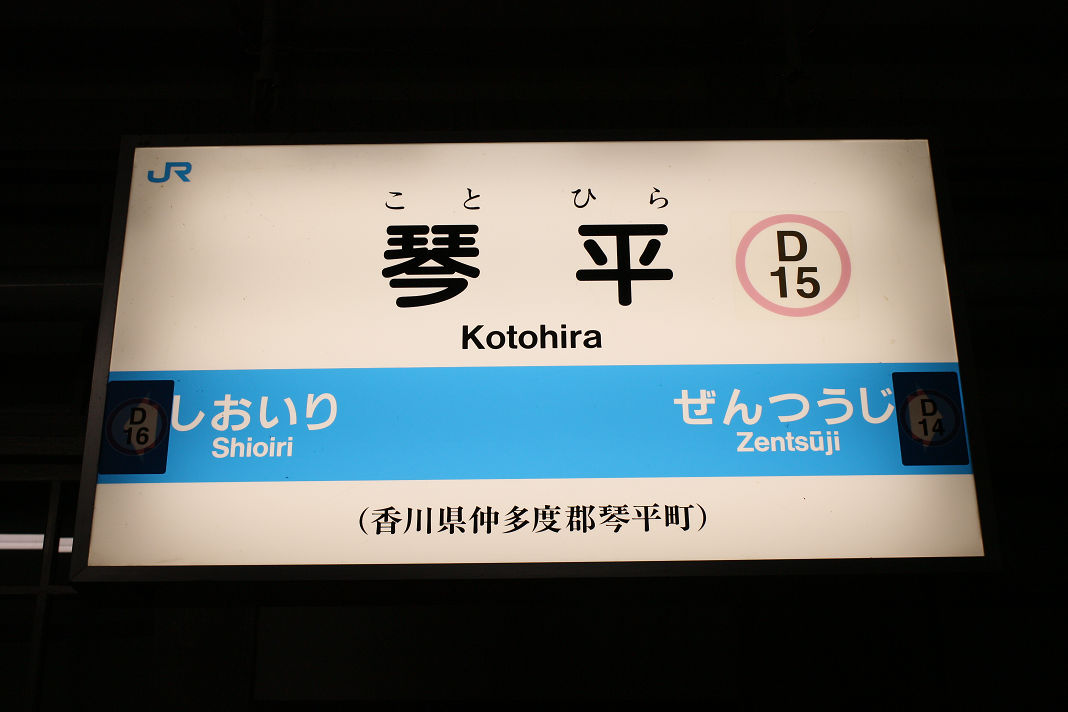 JR
こ と ひ ら
琴 平
D
15
Kotohira
D
16
しおいり
Shioiri
ぜんつうじ
Zentsūji
D
14
（香川県仲多度郡琴平町）